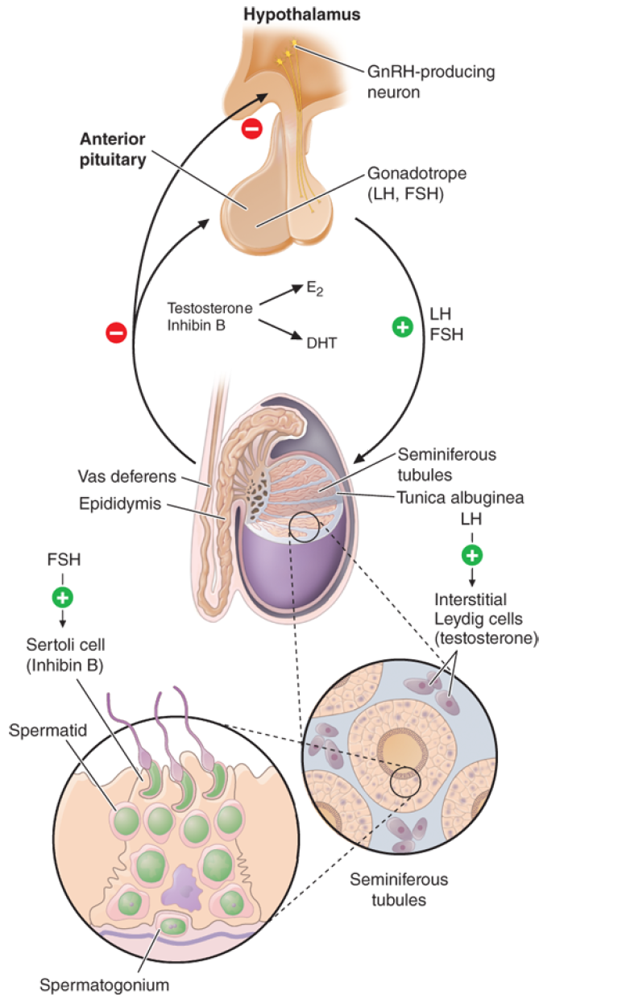 Hypothalamus
GnRH-producing
neuron
Anterior
pituitary
Gonadotrope
(LH, FSH)
E2
Testosterone
Inhibin B
DHT
LH
FSH
Seminiferous
tubules
Vas deferens
Tunica albuginea
Epididymis
LH
FSH
Interstitial
Leydig cells
(testosterone)
Sertoli cell
(Inhibin B)
Spermatid
Seminiferous
tubules
Spermatogonium